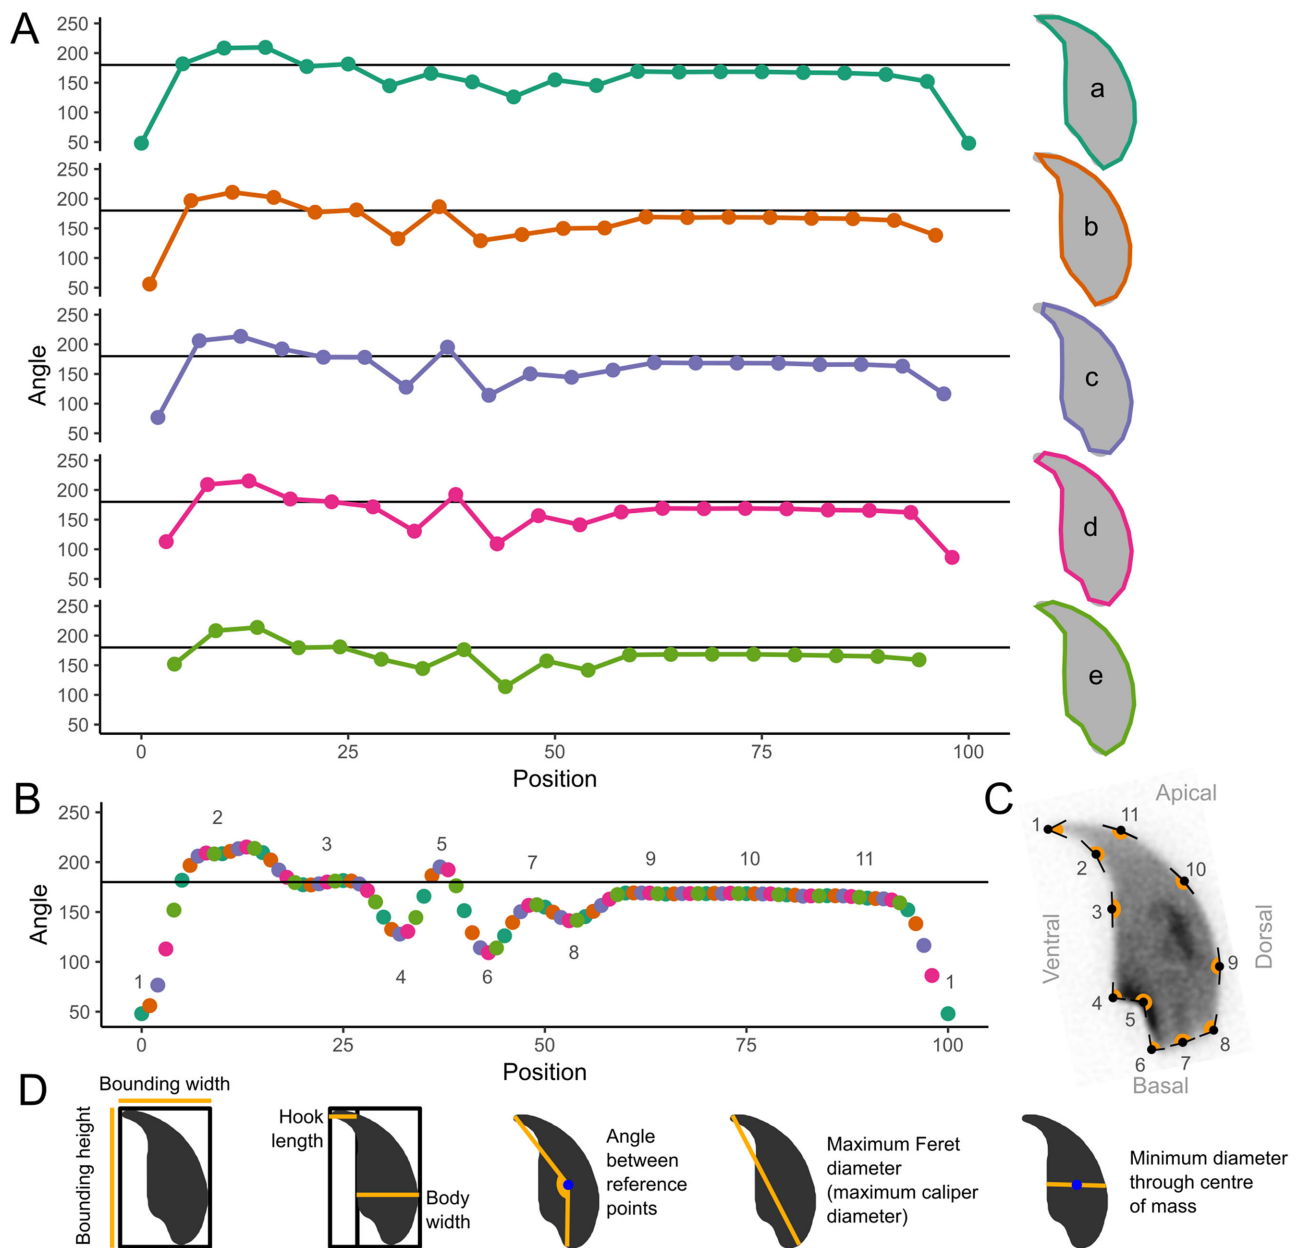 A
250
200
150
100
50
a
250
200
150
100
50
b
250
200
150
100
50
c
Angle
250
200
150
100
50
d
250
200
150
100
50
e
0
25
50
75
100
Position
B
250
200
150
100
50
Angle
1
2
3
4
5
6
7
8
9
10
11
1
0
25
50
75
100
Position
C
Apical
Ventral
Dorsal
Basal
1
11
2
10
3
9
4
5
6
7
8
D
Bounding width
Bounding height
Hook
length
Body
width
Angle
between
reference
points
Maximum Feret
diameter
(maximum caliper
diameter)
Minimum diameter
through centre
of mass